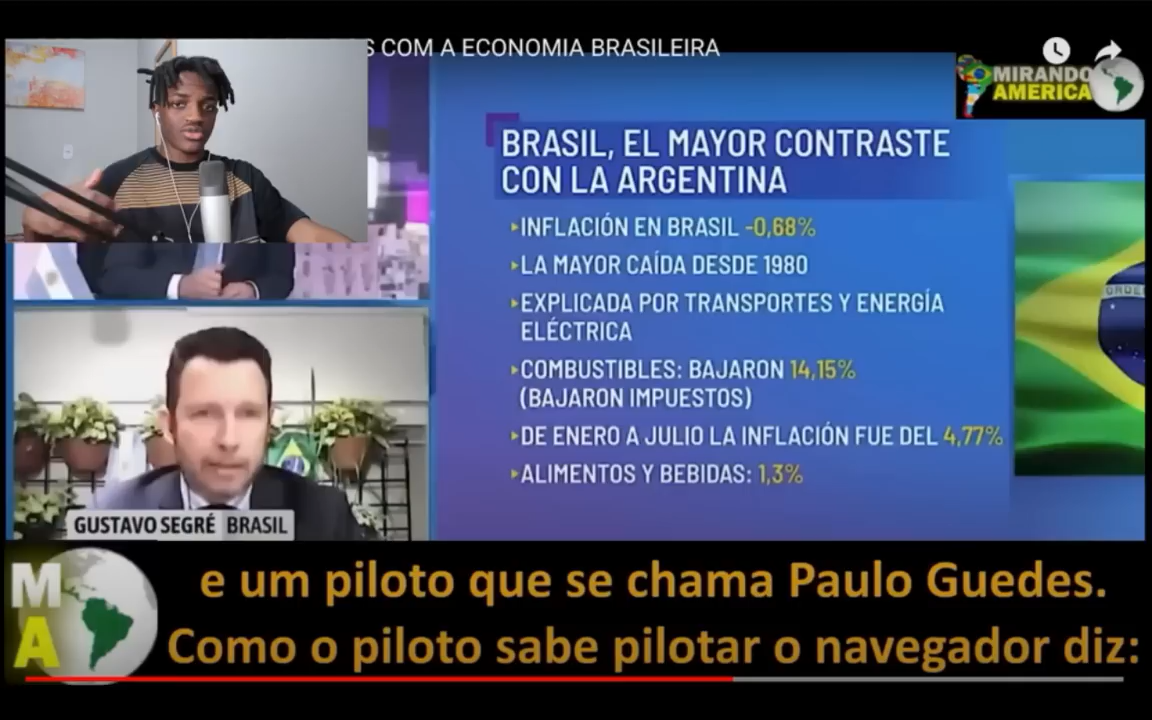 S COM A ECONOMIA BRASILEIRA
MIRANDO
AMERICA
BRASIL, EL MAYOR CONTRASTE
CON LA ARGENTINA
INFLACIÓN EN BRASIL -0,68%
LA MAYOR CAÍDA DESDE 1980
EXPLICADA POR TRANSPORTES Y ENERGÍA
ELÉCTRICA
COMBUSTIBLES: BAJARON 14,15%
(BAJARON IMPUESTOS)
DE ENERO A JULIO LA INFLACIÓN FUE DEL 4,77%
ALIMENTOS Y BEBIDAS: 1,3%
ORDE
GUSTAVO SEGRÉ BRASIL
M
A
e um piloto que se chama Paulo Guedes.
Como o piloto sabe pilotar o navegador diz: